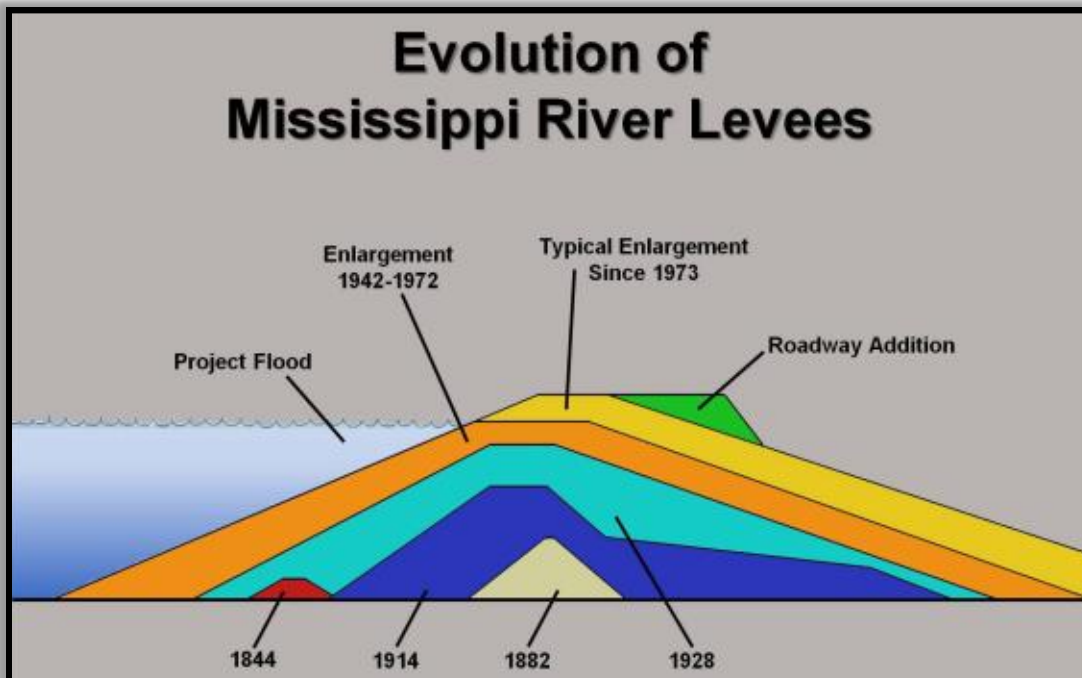 Evolution of
Mississippi River Levees
Enlargement
1942-1972
Typical Enlargement
Since 1973
Project Flood
Roadway Addition
1844
1914
1882
1928